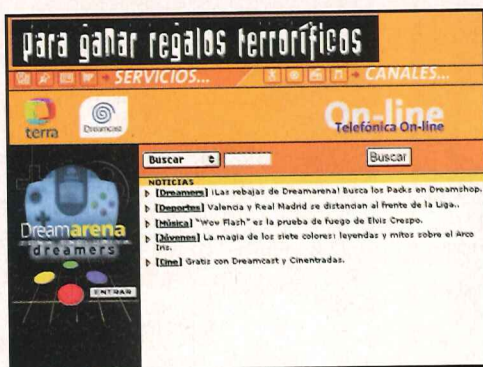 para gañar regalos terroríficos
SERVICIOS...
CANALES...
terra
Dreamcast
On-line
Telefónica On-line
Buscar
Buscar
NOTICIAS
[Dreamers] ¡Las rebajas de Dreamarena! Busca los Packs en Dreamshop.
[Deportes] Valencia y Real Madrid se distancian al frente de la Liga..
[Música] "Wow Flash" es la prueba de fuego de Elvis Crespo.
[Jóvenes] La magia de los siete colores: leyendas y mitos sobre el Arco
Iris.
[Cine] Gratis con Dreamcast y Cinentradas.
Dreamarena
dreamers
ENTRAR